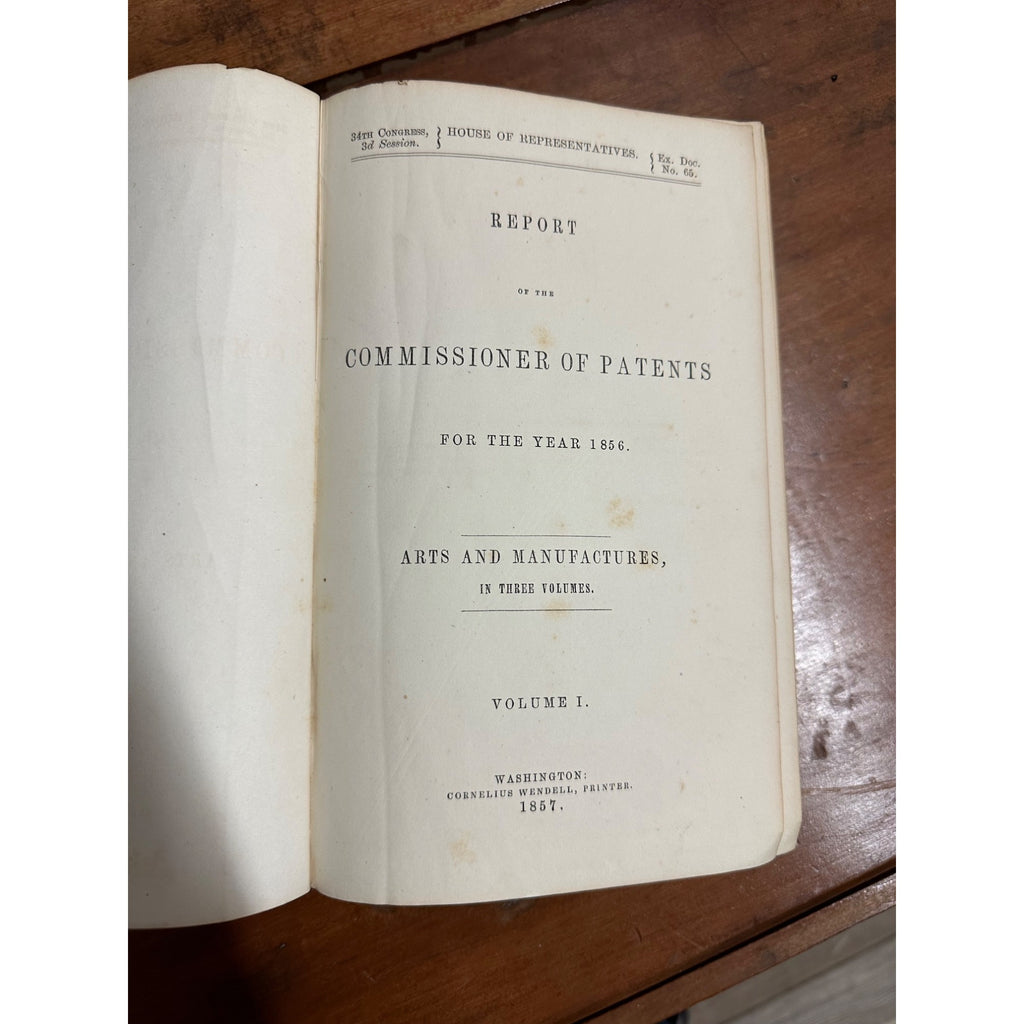 34TH CONGRESS, } HOUSE OF REPRESENTATIVES. { Ex. Doc.
3d Session. No. 65.
REPORT
OF THE
COMMISSIONER OF PATENTS
FOR THE YEAR 1856.
ARTS AND MANUFACTURES,
IN THREE VOLUMES.
VOLUME I.
WASHINGTON:
CORNELIUS WENDELL, PRINTER.
1857.